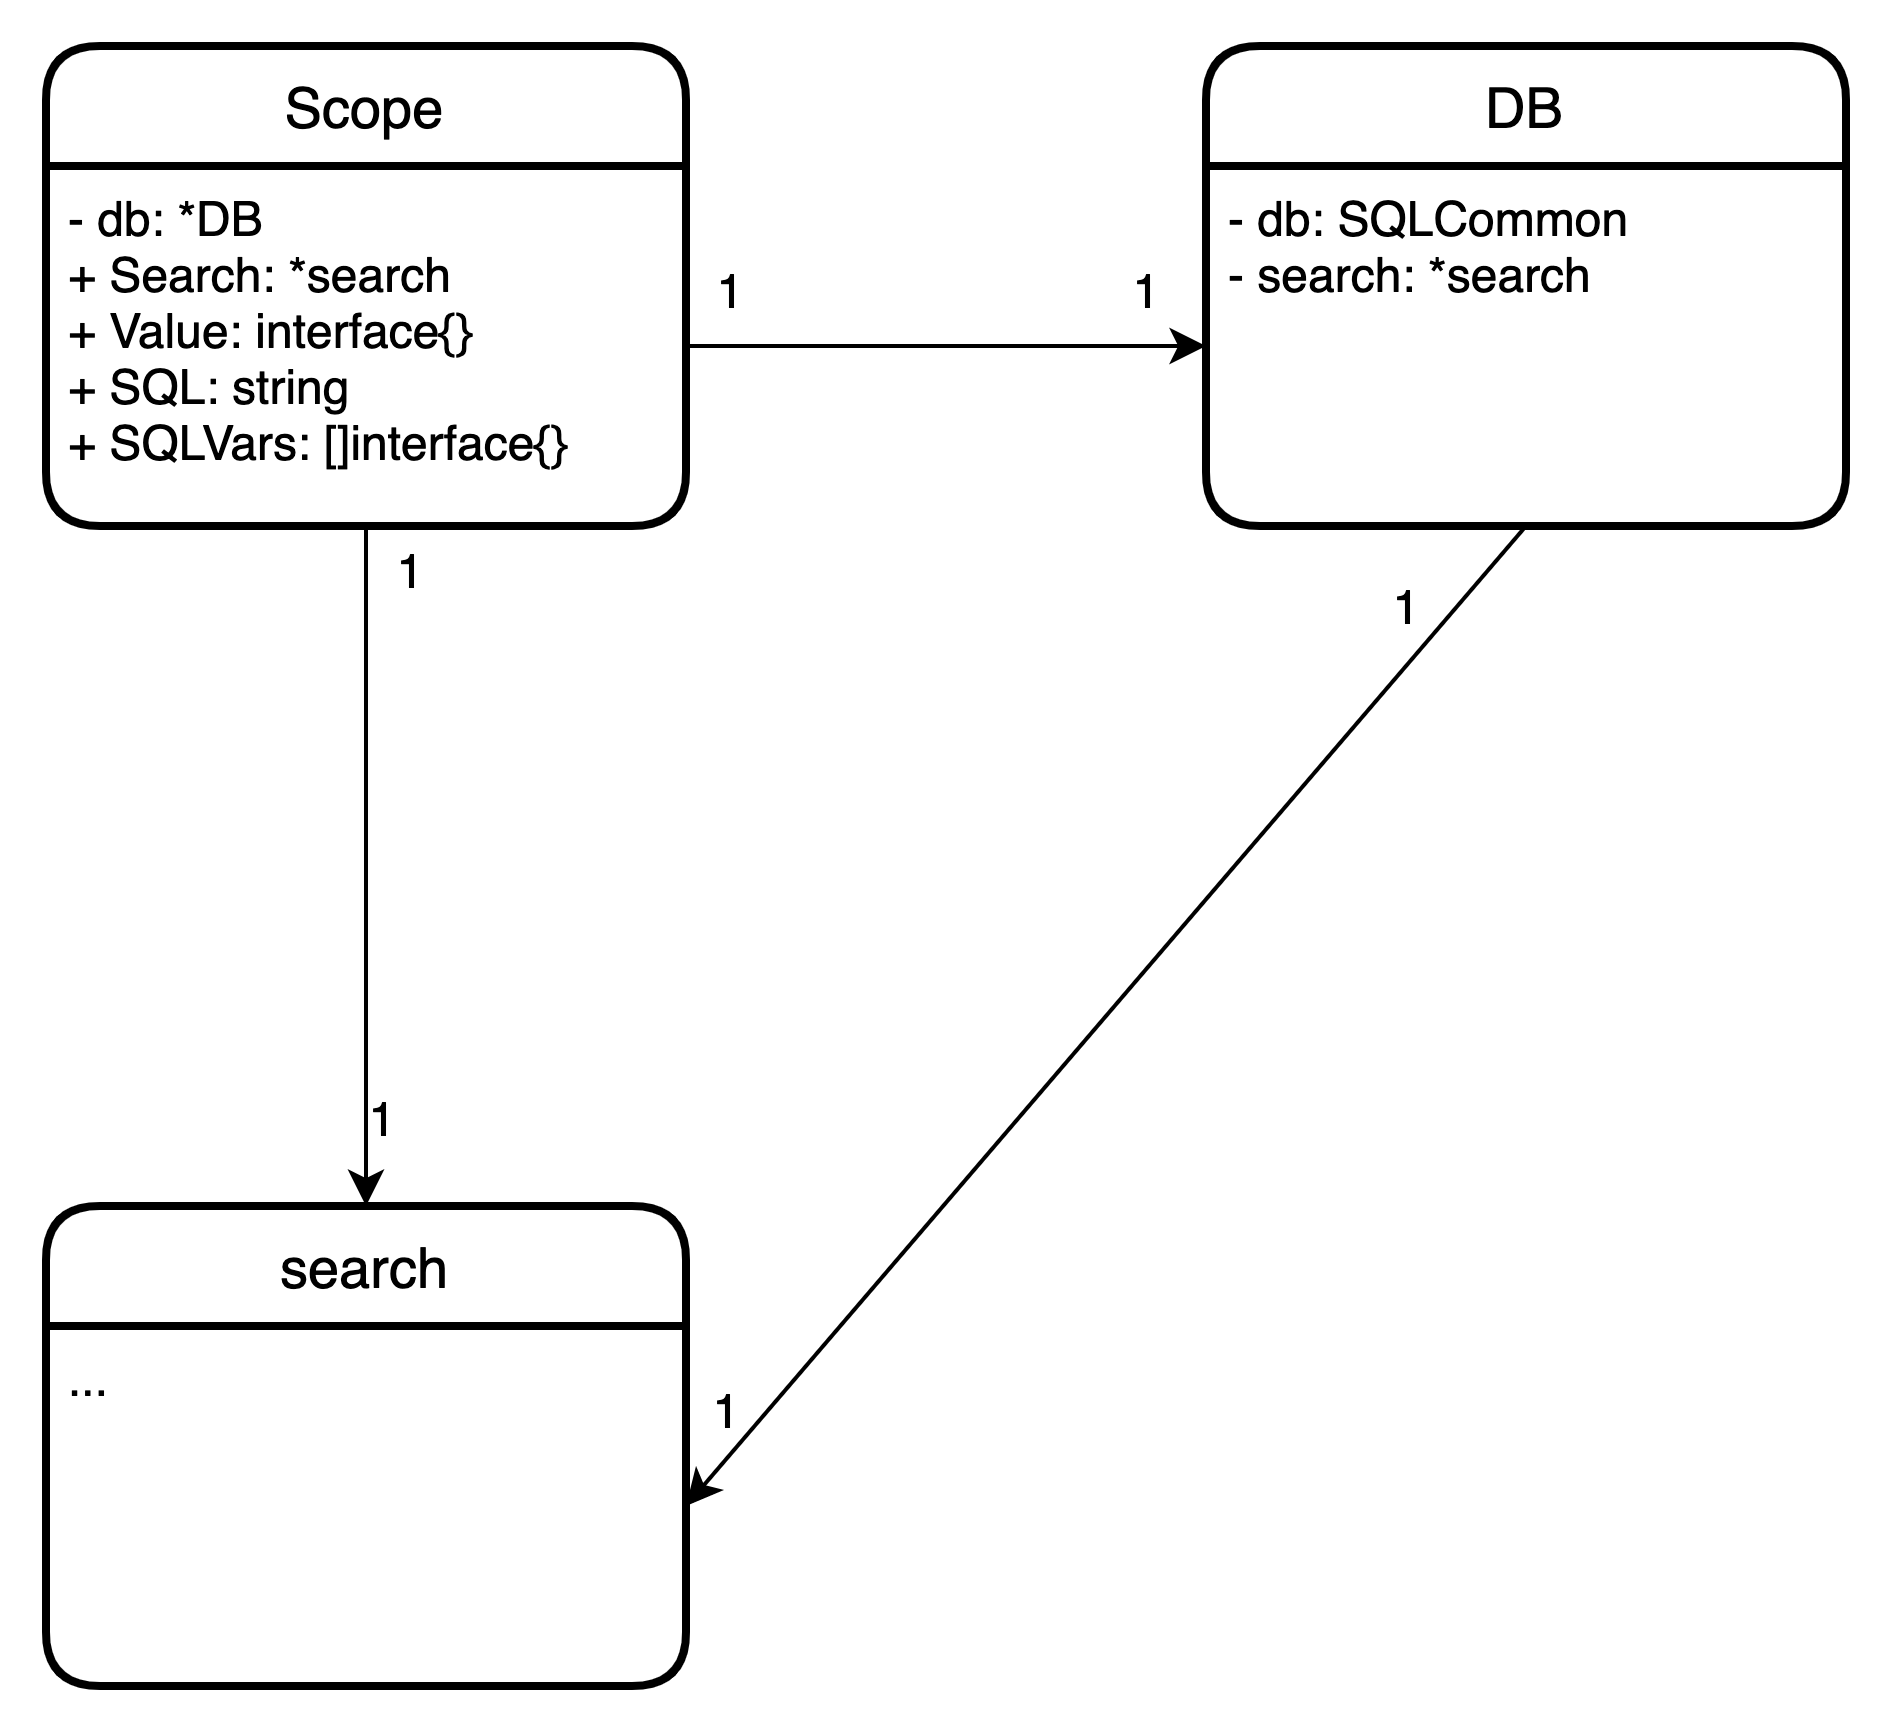 Scope
- db: *DB
+ Search: *search
+ Value: interface{}
+ SQL: string
+ SQLVars: []interface{}
DB
- db: SQLCommon
- search: *search
1
1
1
1
1
1
search
...